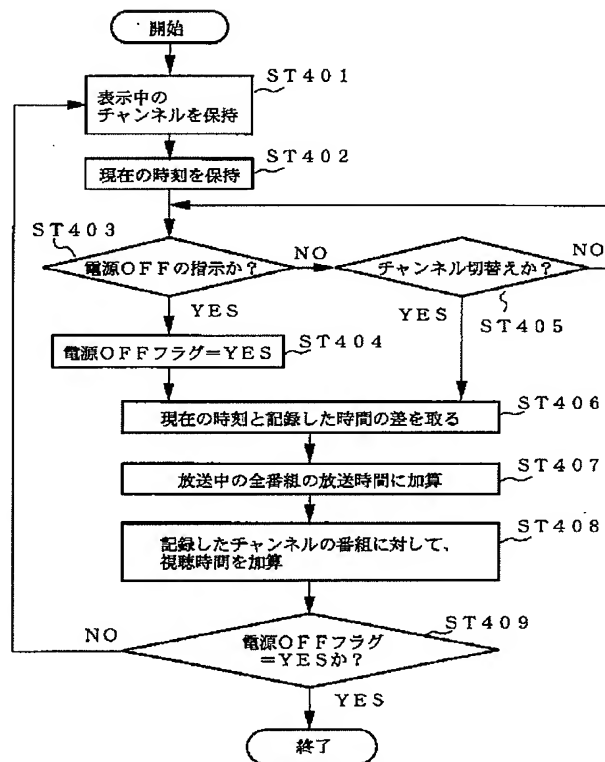 開始
ST401
表示中の
チャンネルを保持
ST402
現在の時刻を保持
ST403
電源OFFの指示か?
NO
チャンネル切替えか?
NO
ST405
YES
YES
ST404
電源OFFフラグ=YES
ST406
現在の時刻と記録した時間の差を取る
ST407
放送中の全番組の放送時間に加算
ST408
記録したチャンネルの番組に対して、
視聴時間を加算
ST409
NO
電源OFFフラグ
=YESか?
YES
終了